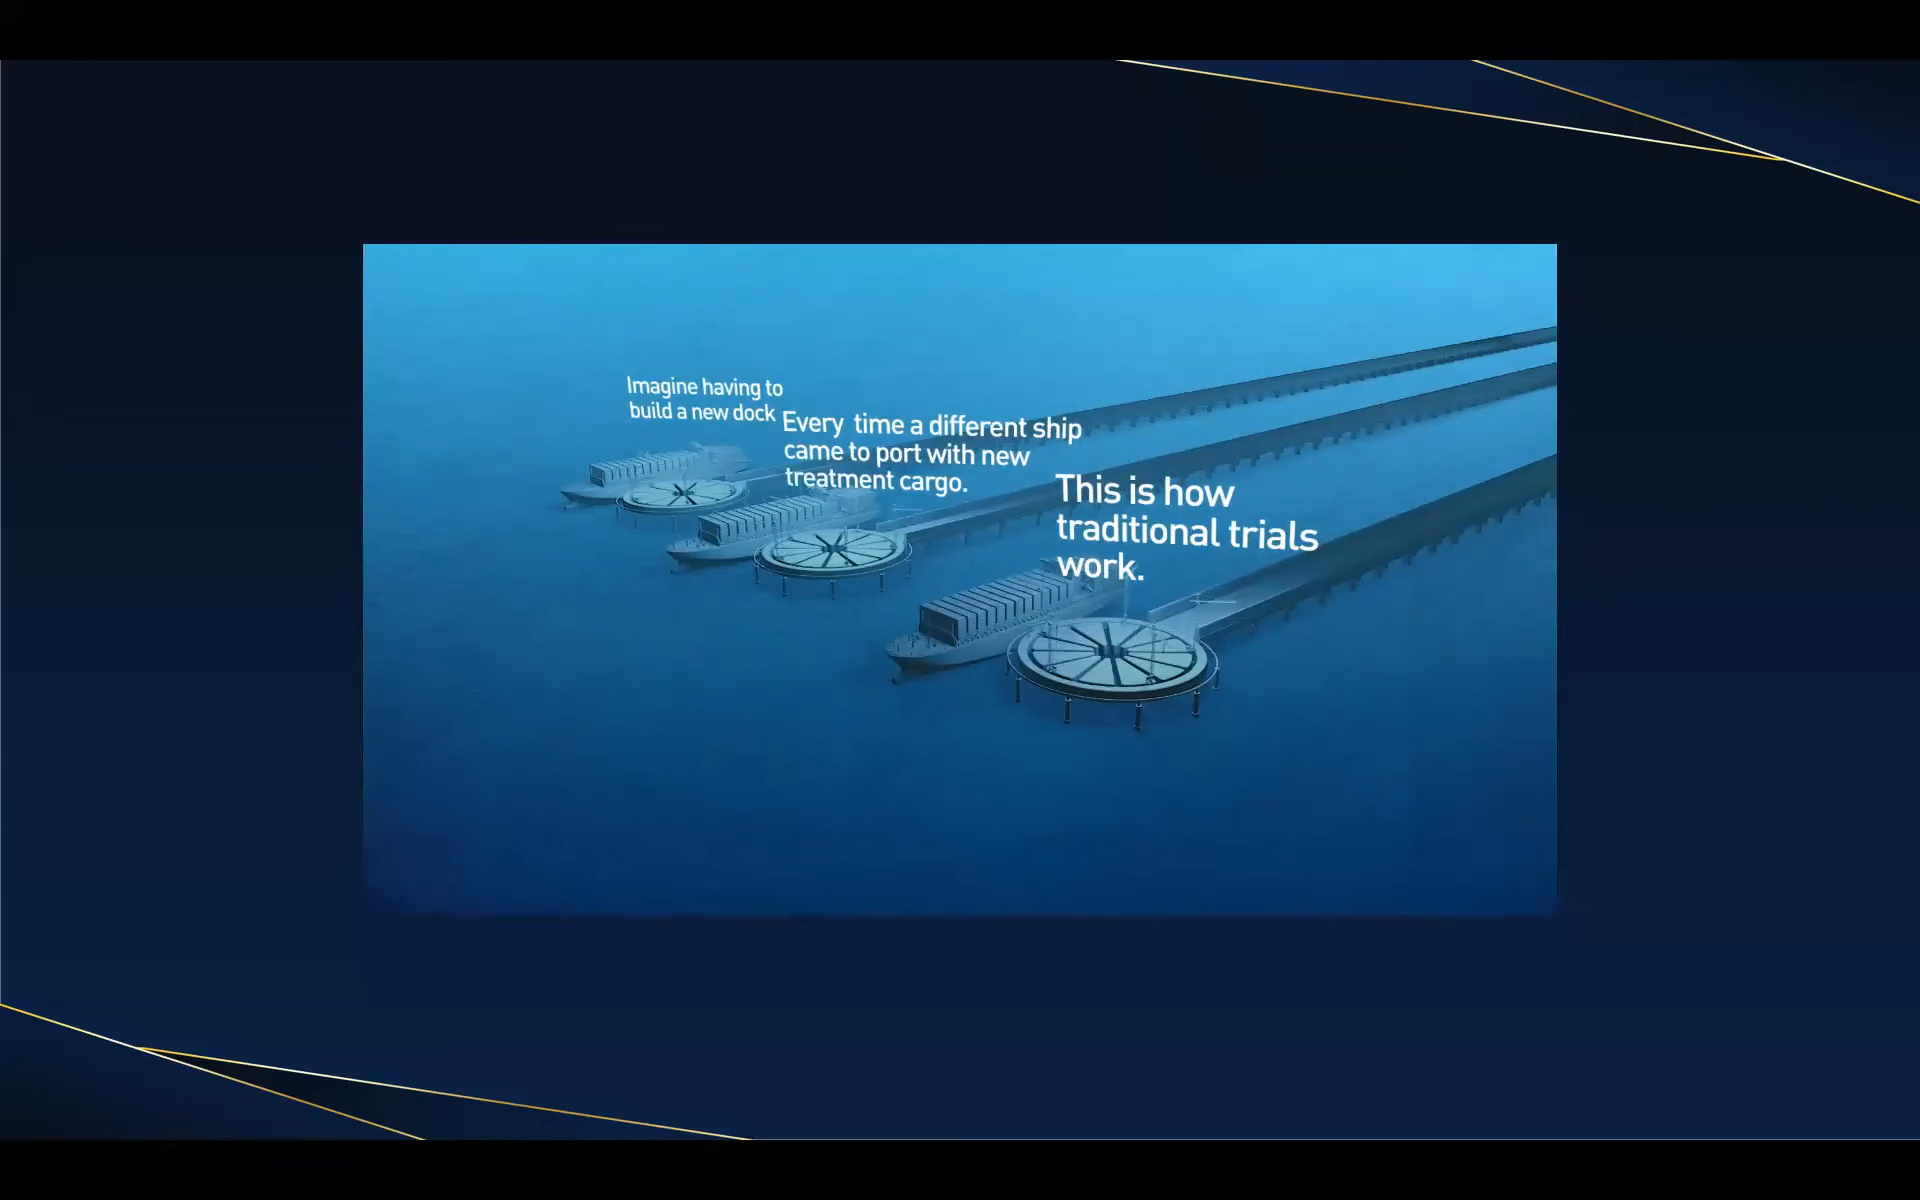 Imagine having to
build a new dock
Every time a different ship
came to port with new
treatment cargo.
This is how
traditional trials
work.